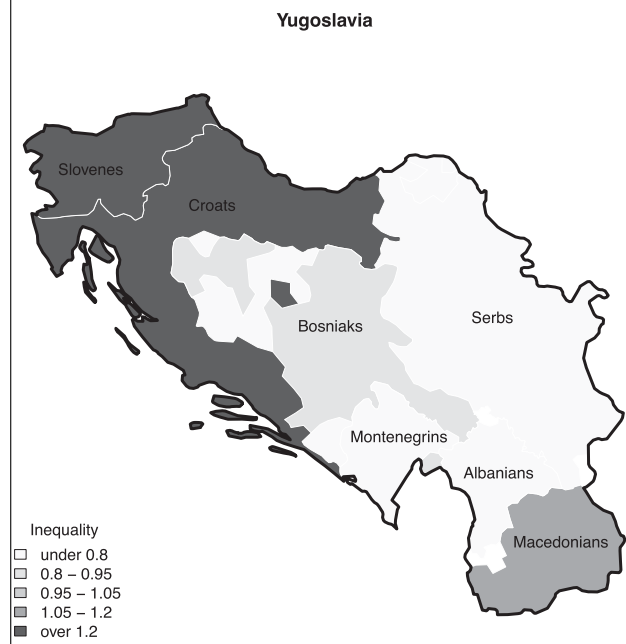 Yugoslavia
Slovenes
Croats
Serbs
Bosniaks
Montenegrins
Albanians
Macedonians
Inequality
under 0.8
0.8 – 0.95
0.95 – 1.05
1.05 – 1.2
over 1.2